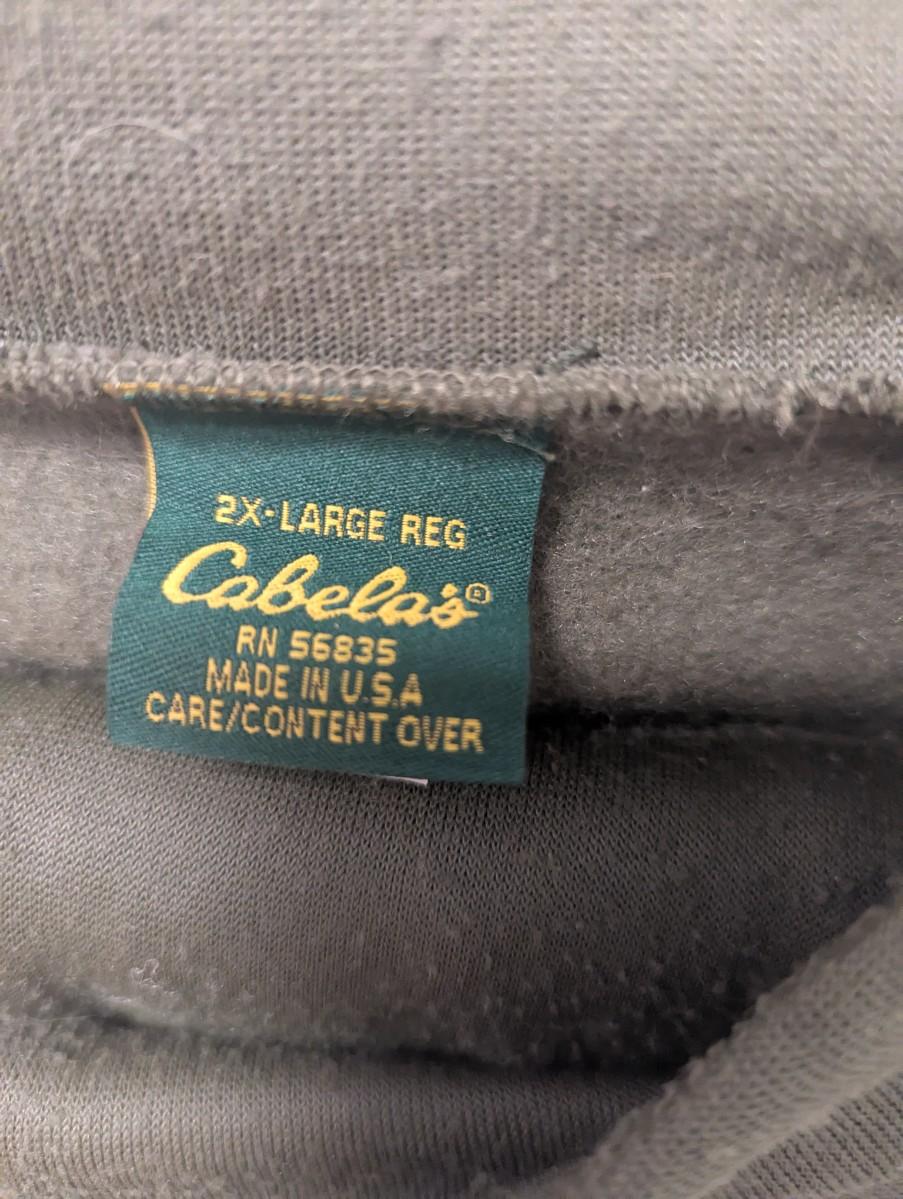 2X-LARGE REG
Cabela's®
RN 56835
MADE IN U.S.A
CARE/CONTENT OVER